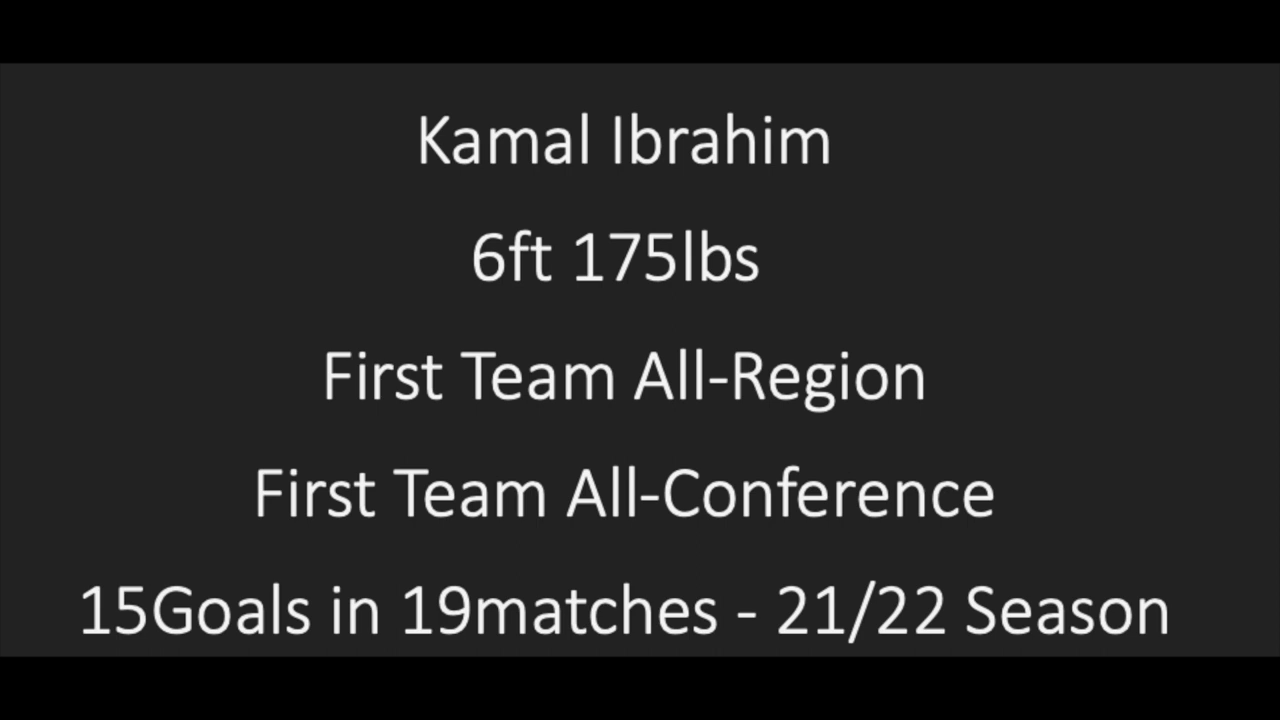 Kamal Ibrahim
6ft 175lbs
First Team All-Region
First Team All-Conference
15Goals in 19matches - 21/22 Season